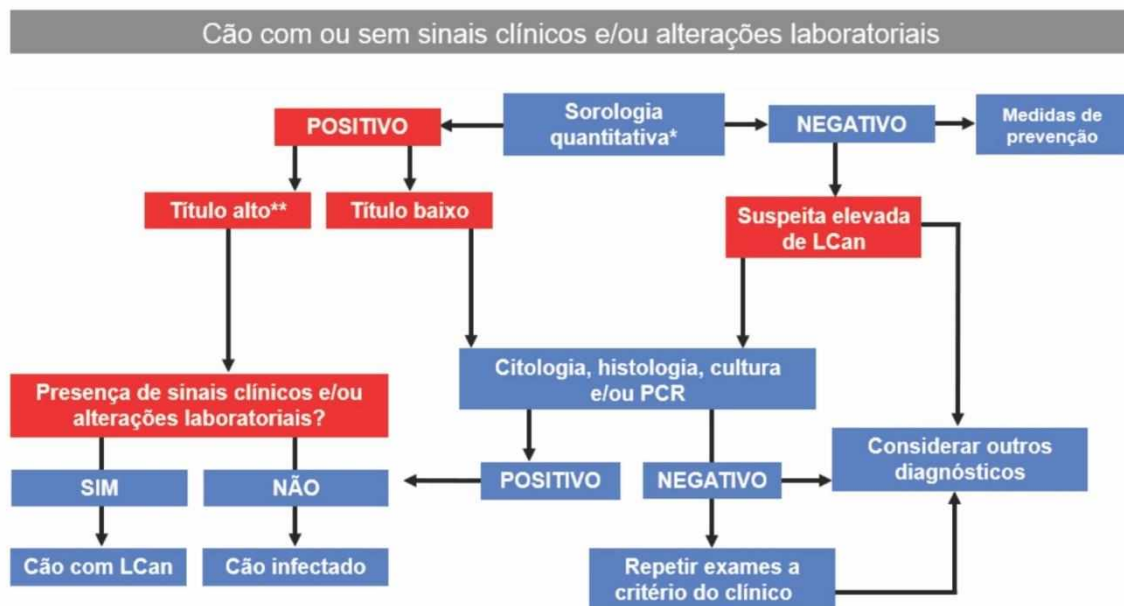 Cão com ou sem sinais clínicos e/ou alterações laboratoriais
POSITIVO
Sorologia
quantitativa*
NEGATIVO
Medidas de
prevenção
Título alto**
Título baixo
Suspeita elevada
de LCan
Citologia, histologia, cultura
e/ou PCR
Presença de sinais clínicos e/ou
alterações laboratoriais?
Considerar outros
diagnósticos
SIM
NÃO
POSITIVO
NEGATIVO
Cão com LCan
Cão infectado
Repetir exames a
critério do clínico